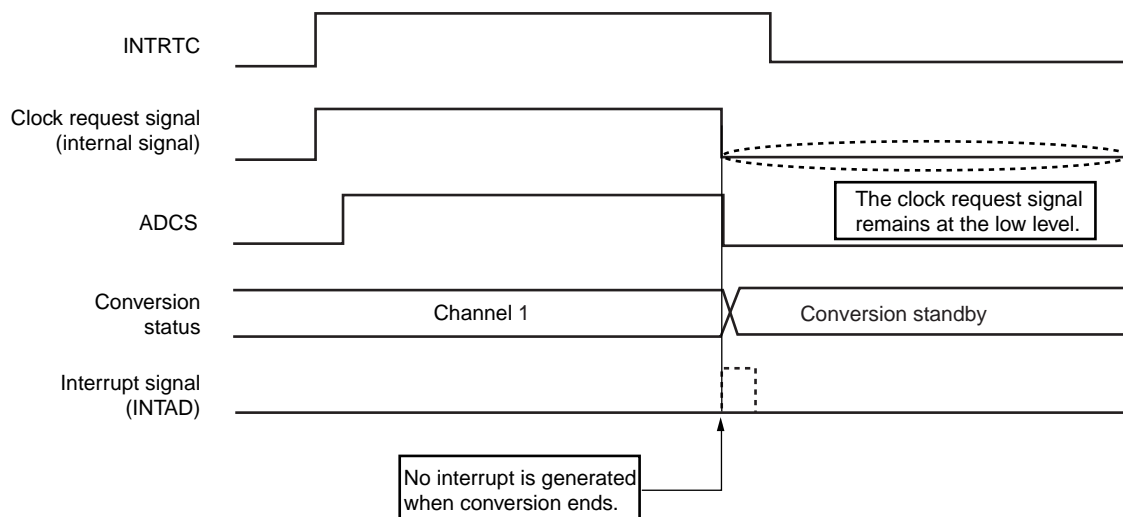 INTRTC
Clock request signal
(internal signal)
The clock request signal
remains at the low level.
ADCS
Conversion
status
Channel 1
Conversion standby
Interrupt signal
(INTAD)
No interrupt is generated
when conversion ends.